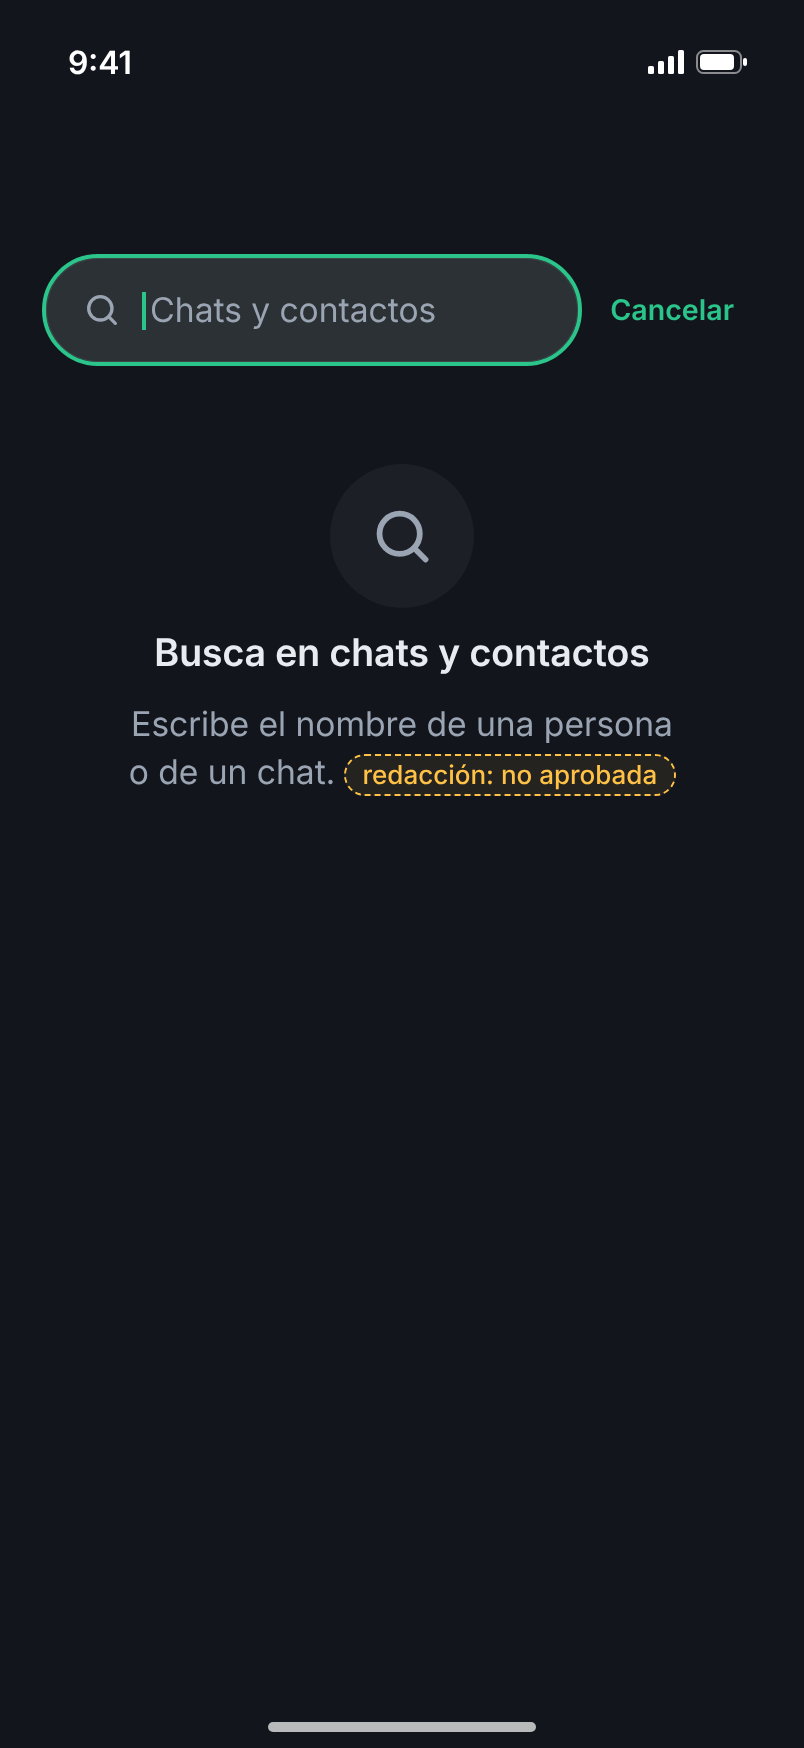 9:41
Chats y contactos
Cancelar
Busca en chats y contactos
Escribe el nombre de una persona
o de un chat. redacción: no aprobada